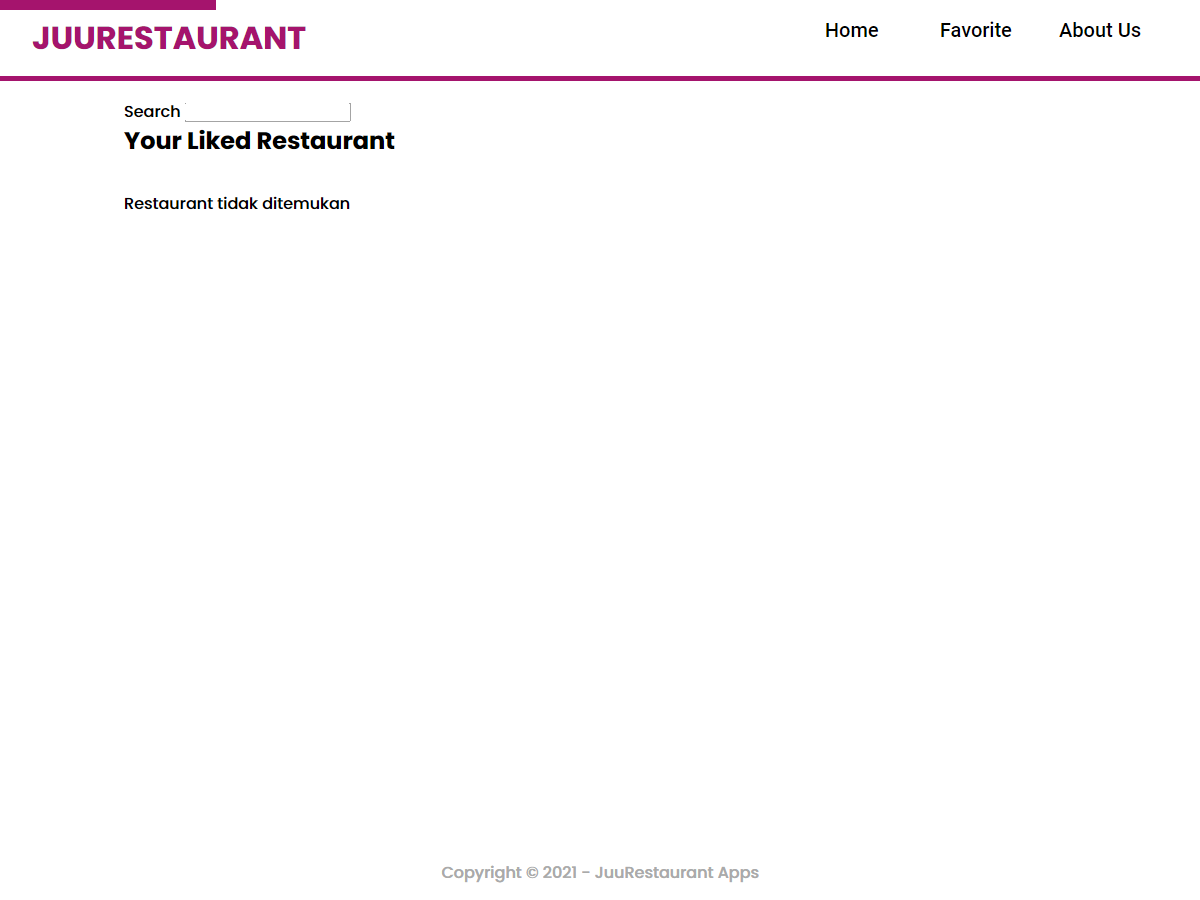 JUURESTAURANT
Home Favorite About Us
Search
Your Liked Restaurant
Restaurant tidak ditemukan
Copyright © 2021 - JuuRestaurant Apps